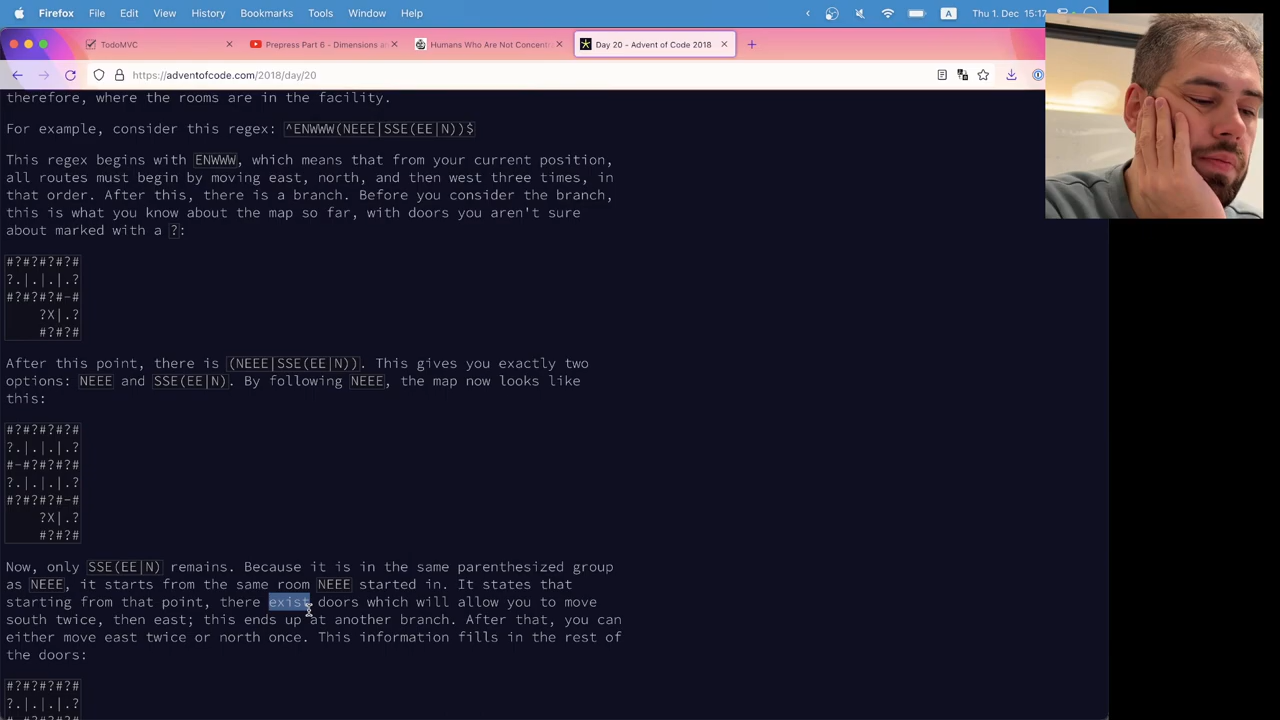 Firefox File Edit View History Bookmarks Tools Window Help A Thu 1. Dec 15:17
TodoMVC Prepress Part 6 - Dimensions an Humans Who Are Not Concentr Day 20 - Advent of Code 2018
https://adventofcode.com/2018/day/20
therefore, where the rooms are in the facility.
For example, consider this regex: ^ENWWW(NEEE|SSE(EE|N))$
This regex begins with ENWWW, which means that from your current position,
all routes must begin by moving east, north, and then west three times, in
that order. After this, there is a branch. Before you consider the branch,
this is what you know about the map so far, with doors you aren't sure
about marked with a ?:
#?#?#?#?#
?.|.|.|.?
#?#?#?#-#
    ?X|.?
    #?#?#
After this point, there is (NEEE|SSE(EE|N)). This gives you exactly two
options: NEEE and SSE(EE|N). By following NEEE, the map now looks like
this:
#?#?#?#?#
?.|.|.|.?
#-#?#?#?#
?.|.|.|.?
#?#?#?#-#
    ?X|.?
    #?#?#
Now, only SSE(EE|N) remains. Because it is in the same parenthesized group
as NEEE, it starts from the same room NEEE started in. It states that
starting from that point, there exist doors which will allow you to move
south twice, then east; this ends up at another branch. After that, you can
either move east twice or north once. This information fills in the rest of
the doors:
#?#?#?#?#
?.|.|.|.?